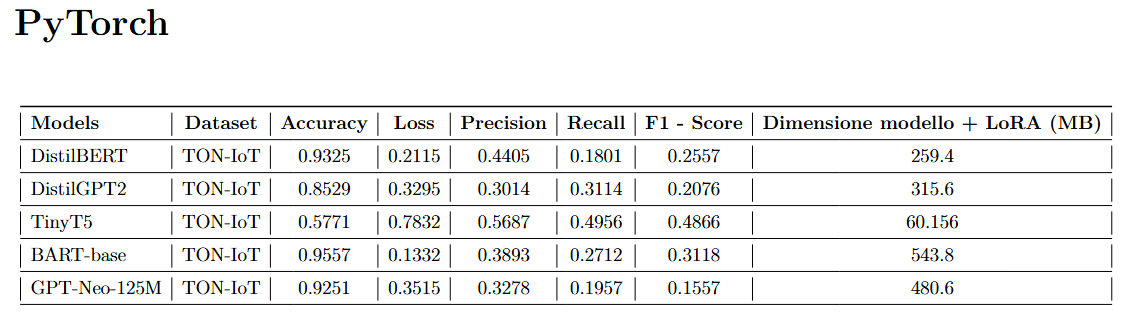 PyTorch
Models Dataset Accuracy Loss Precision Recall F1 - Score Dimensione modello + LoRA (MB)
DistilBERT TON-IoT 0.9325 0.2115 0.4405 0.1801 0.2557 259.4
DistilGPT2 TON-IoT 0.8529 0.3295 0.3014 0.3114 0.2076 315.6
TinyT5 TON-IoT 0.5771 0.7832 0.5687 0.4956 0.4866 60.156
BART-base TON-IoT 0.9557 0.1332 0.3893 0.2712 0.3118 543.8
GPT-Neo-125M TON-IoT 0.9251 0.3515 0.3278 0.1957 0.1557 480.6